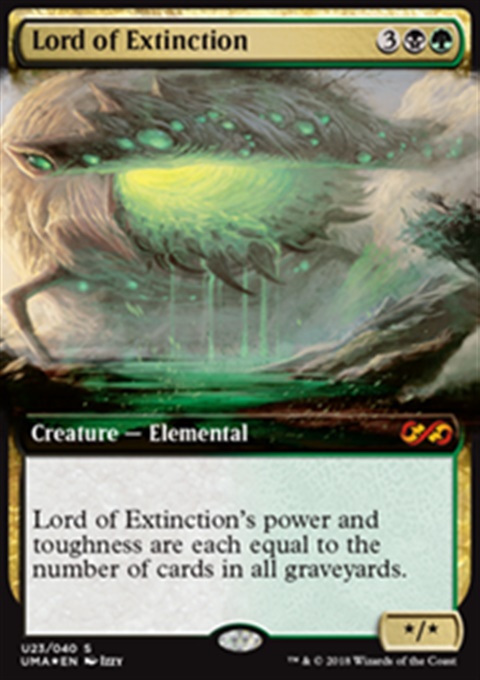 Lord of Extinction 3
Creature — Elemental
Lord of Extinction's power and
toughness are each equal to the
number of cards in all graveyards.
*/*
U23/040 S
UMA★EN Izzy
™ & © 2018 Wizards of the Coast